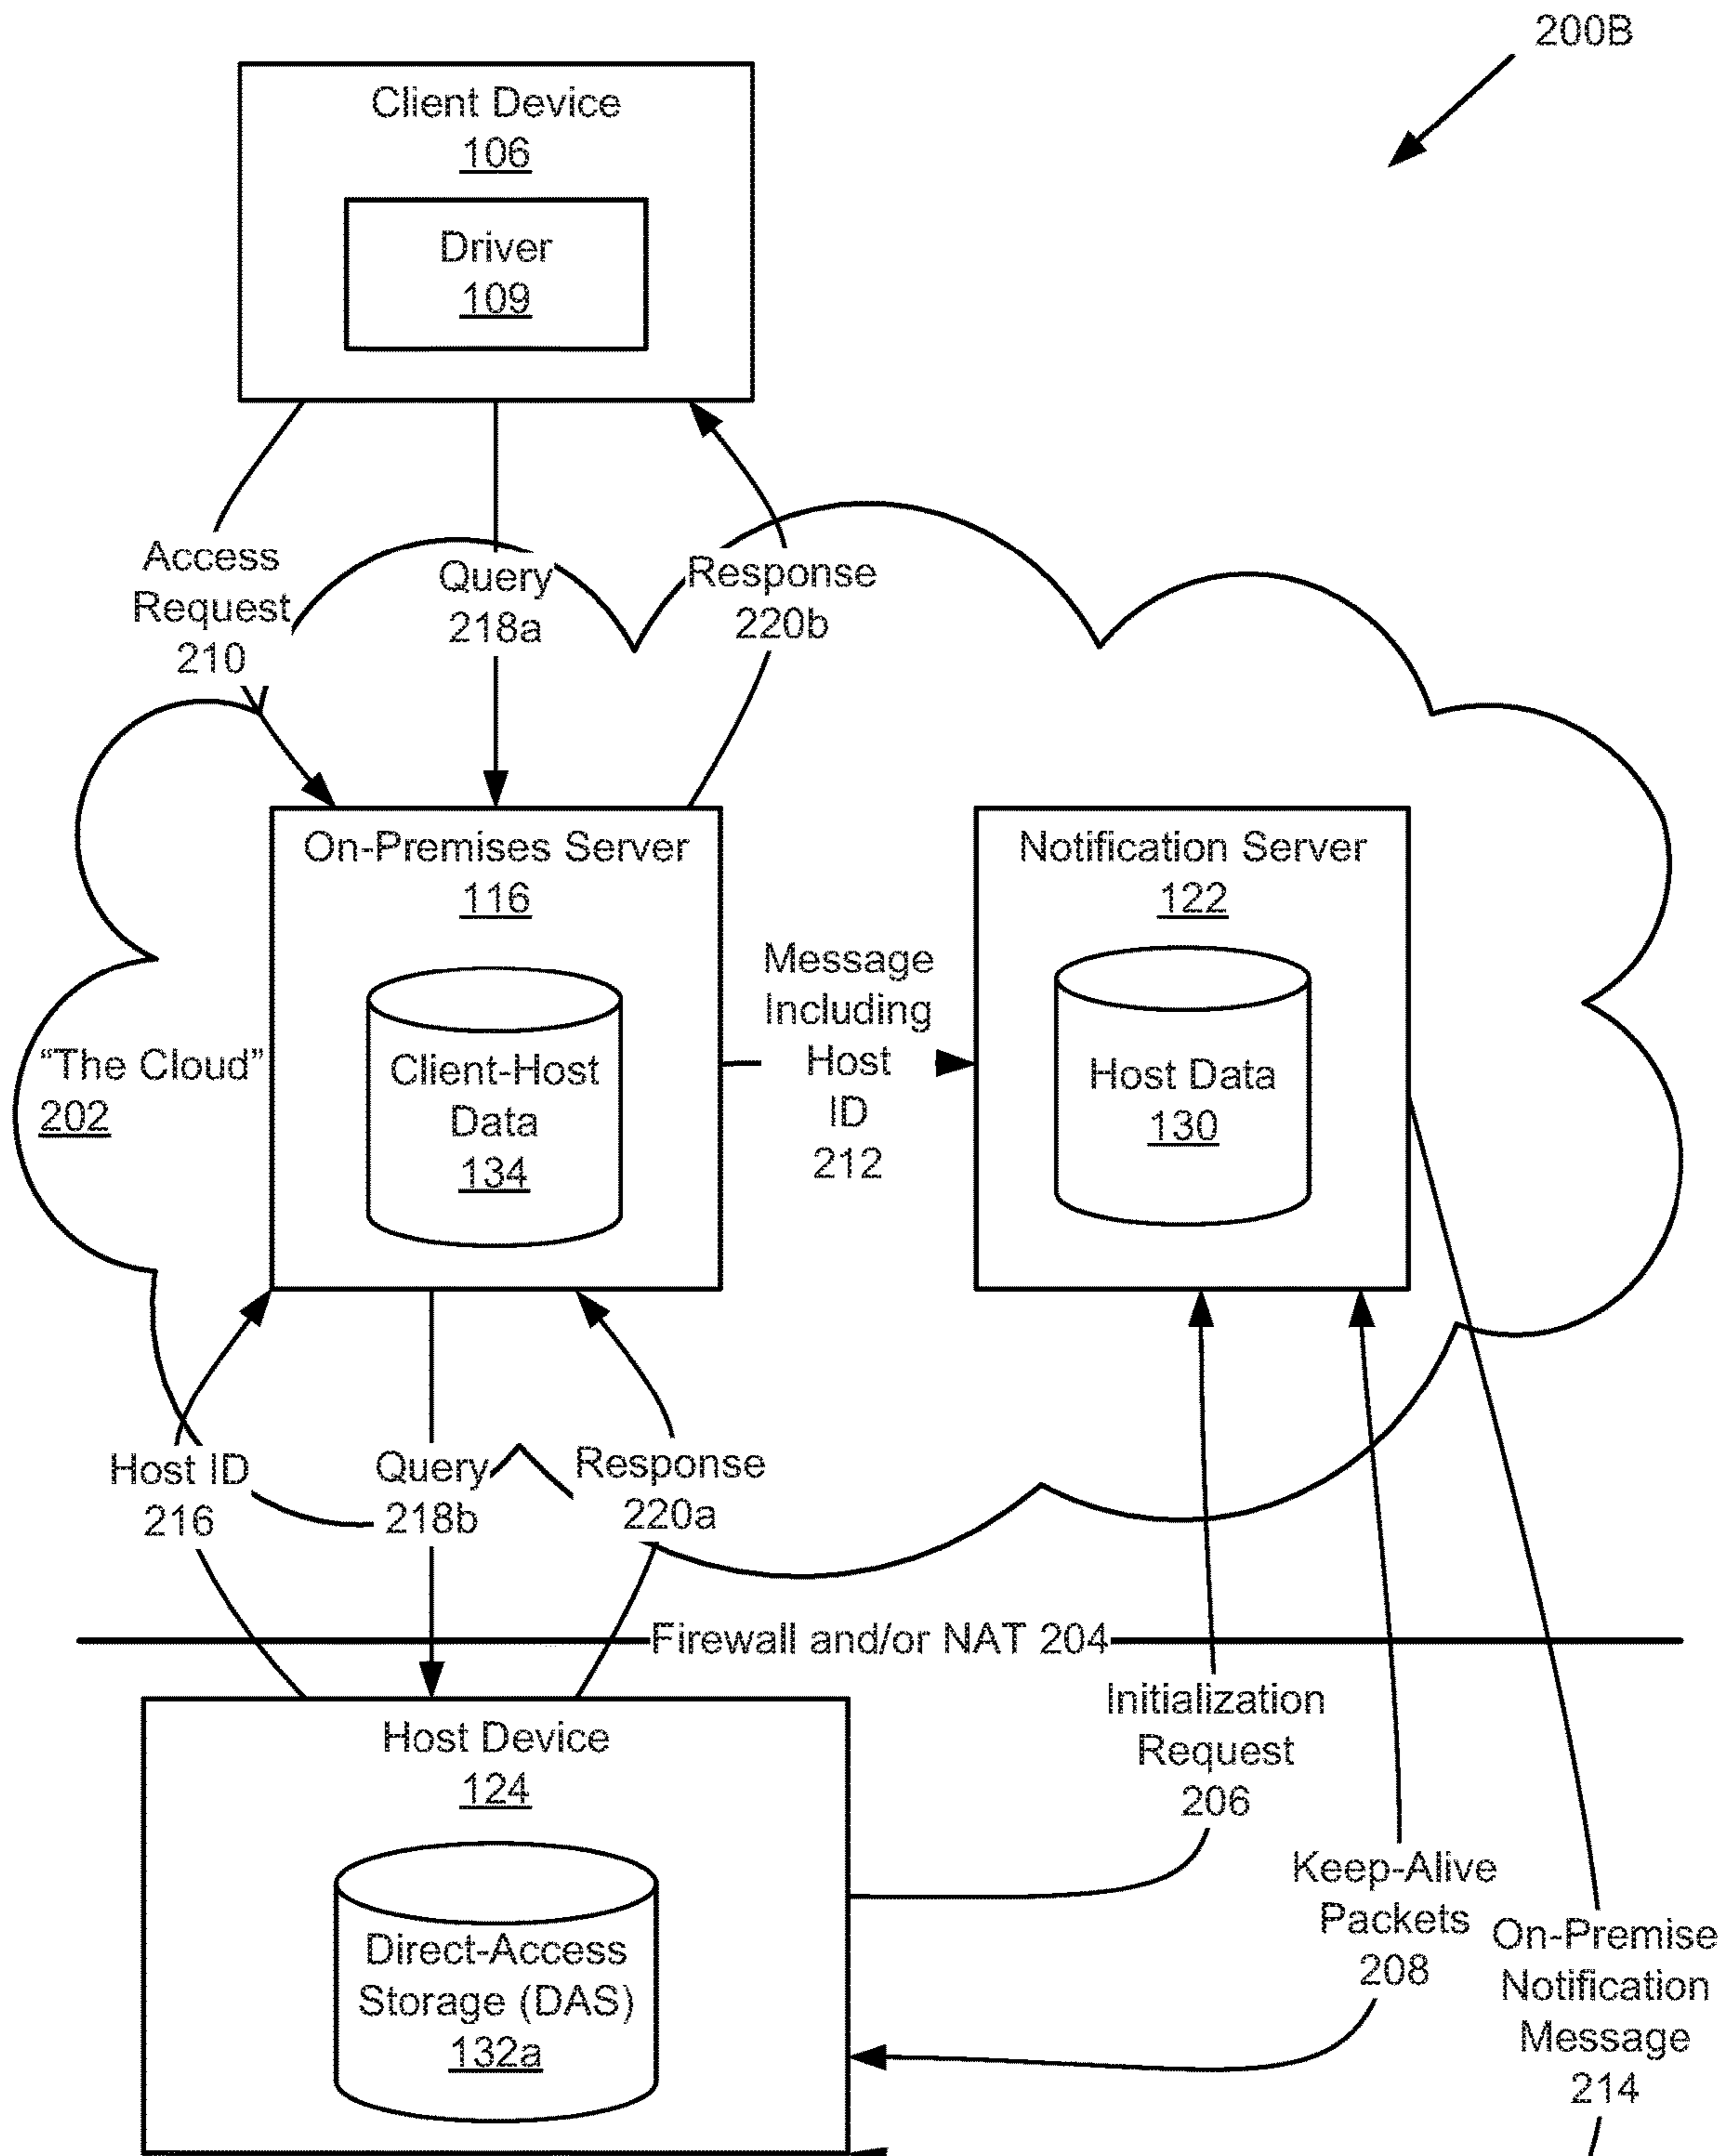 200B
Client Device
106
Driver
109
Access
Request
210
Query
218a
Response
220b
On-Premises Server
116
Client-Host
Data
134
Message
Including
Host
ID
212
Notification Server
122
Host Data
130
“The Cloud”
202
Host ID
216
Query
218b
Response
220a
Firewall and/or NAT 204
Host Device
124
Direct-Access
Storage (DAS)
132a
Initialization
Request
206
Keep-Alive
Packets
208
On-Premise
Notification
Message
214